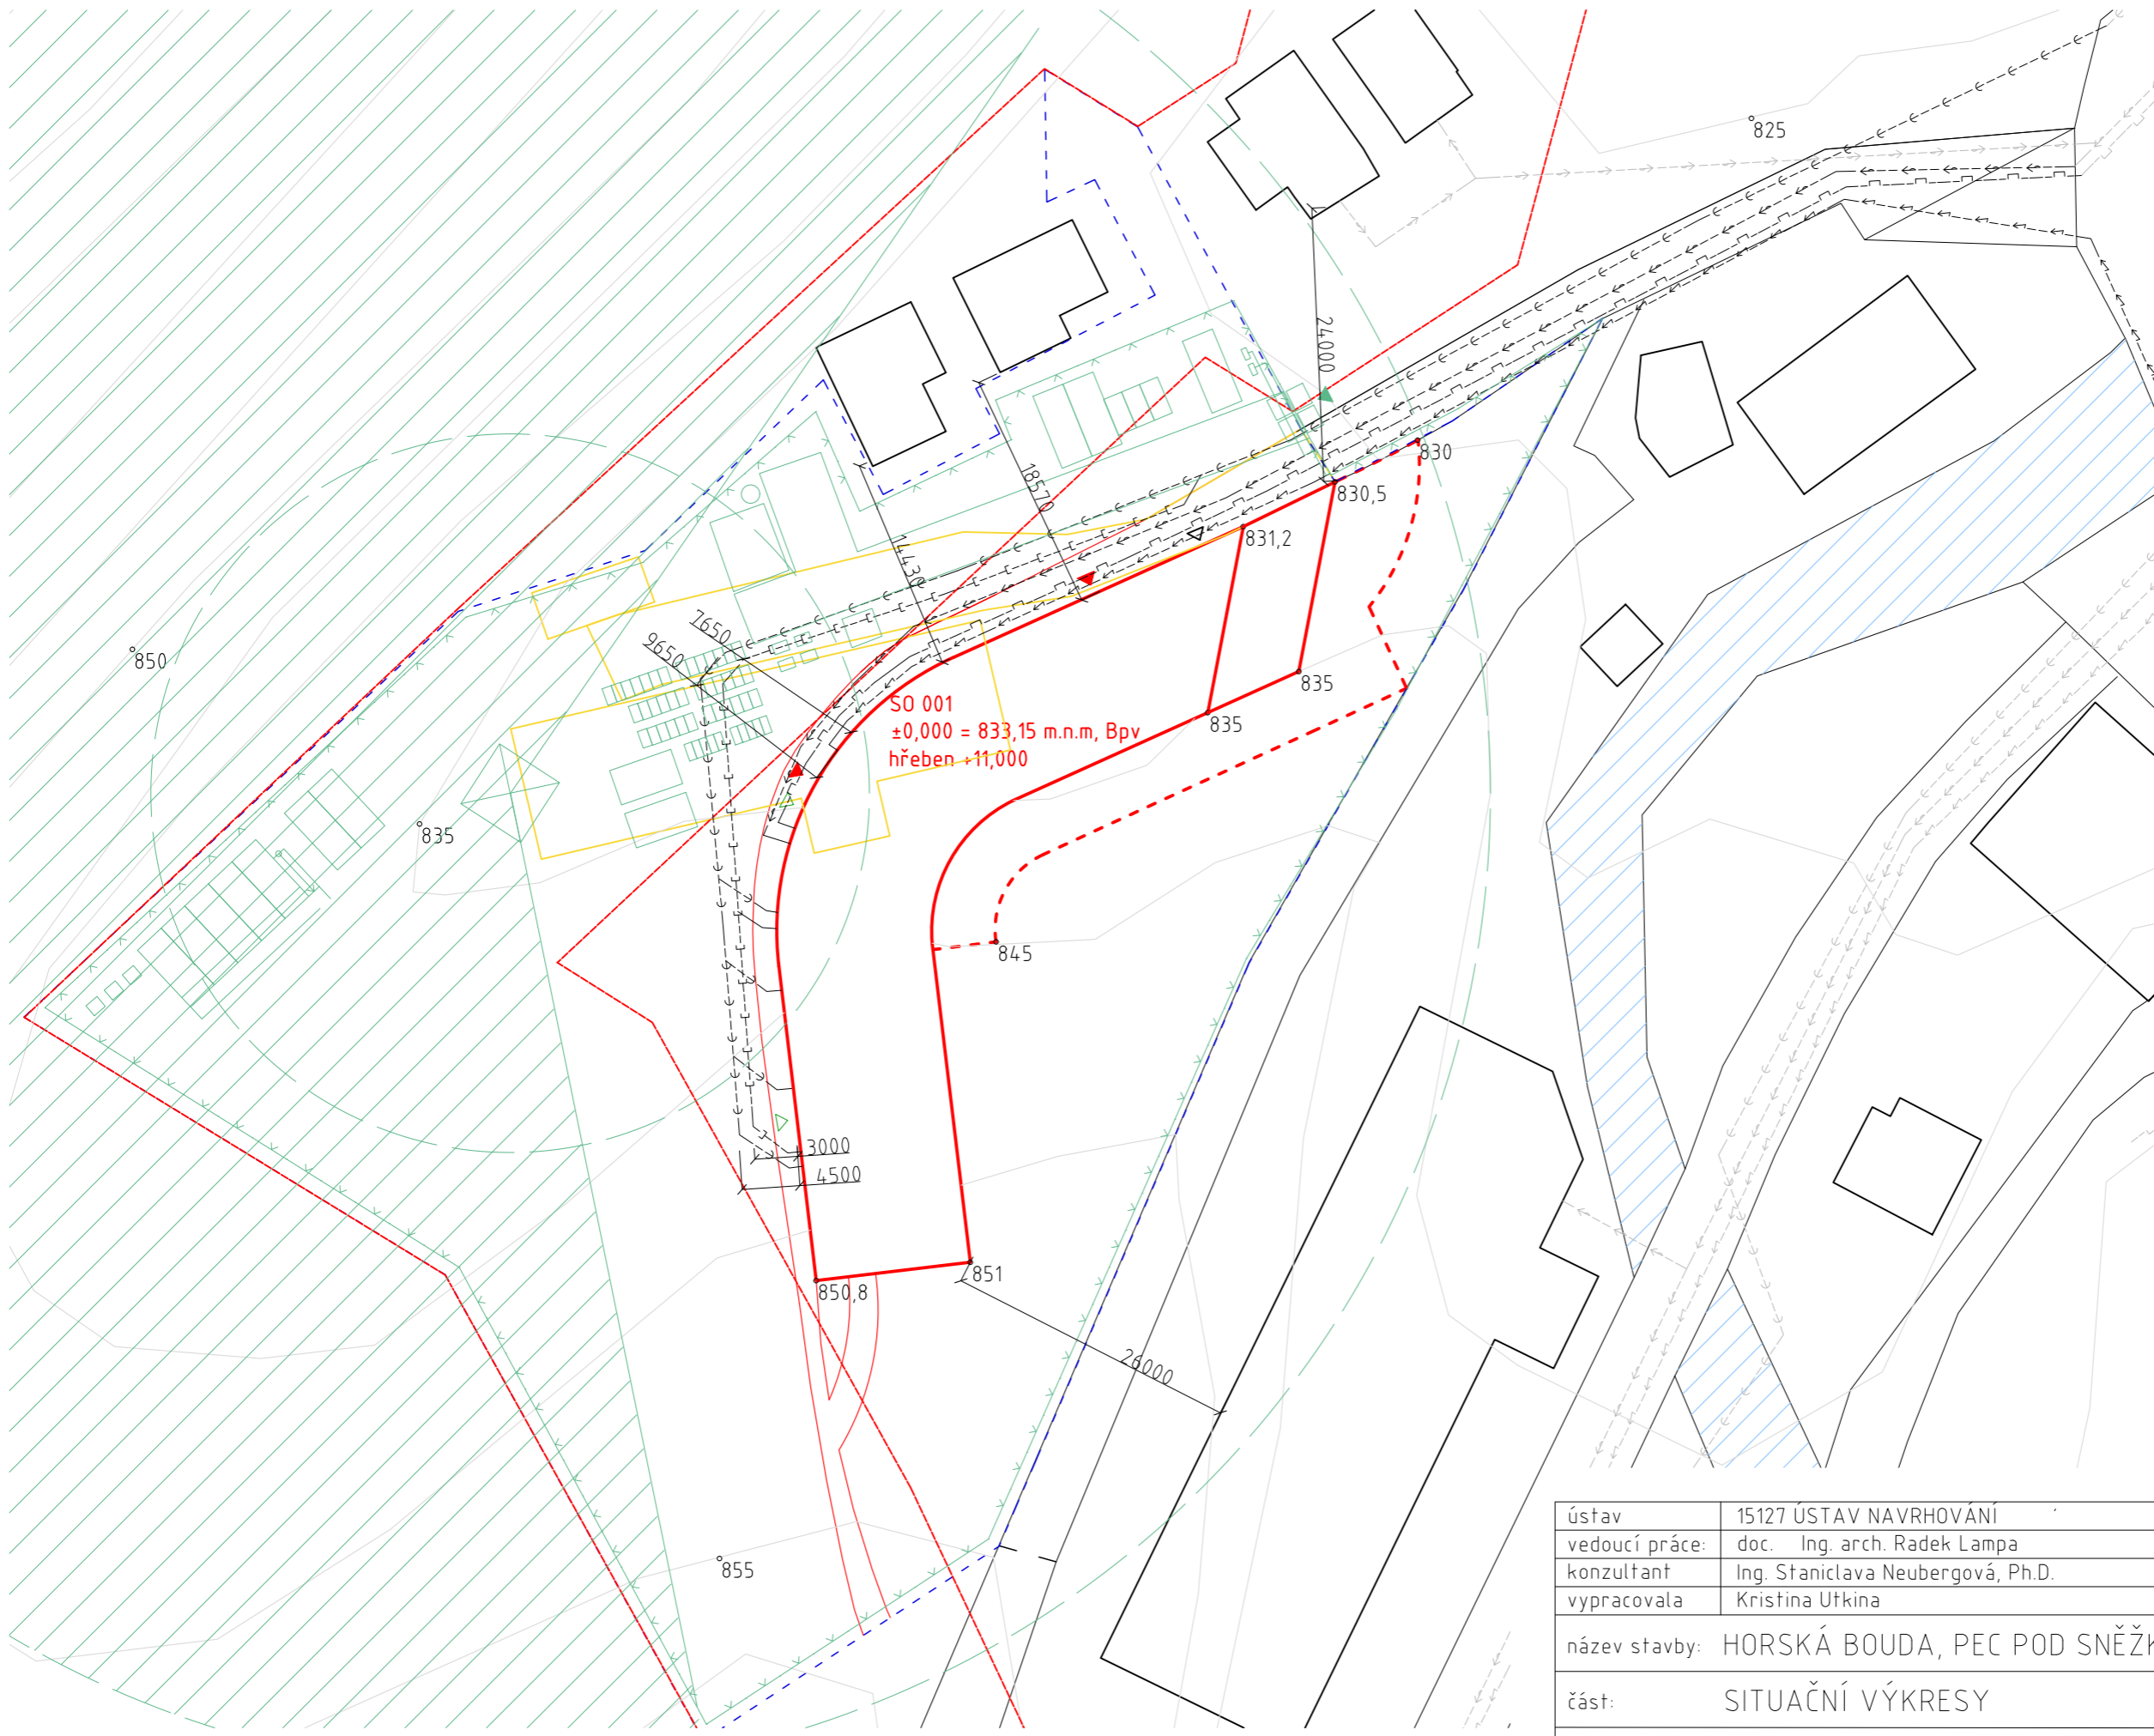 825
24000
830
830,5
18570
831,2
14430
7650
9650
850
835
SO 001
±0,000 = 833,15 m.n.m, Bpv
hřeben +11,000
835
835
845
3000
4500
851
850,8
26000
855
ústav 15127 ÚSTAV NAVRHOVÁNÍ
vedoucí práce: doc. Ing. arch. Radek Lampa
konzultant Ing. Staniclava Neubergová, Ph.D.
vypracovala Kristina Utkina
název stavby: HORSKÁ BOUDA, PEC POD SNĚŽK
část: SITUAČNÍ VÝKRESY